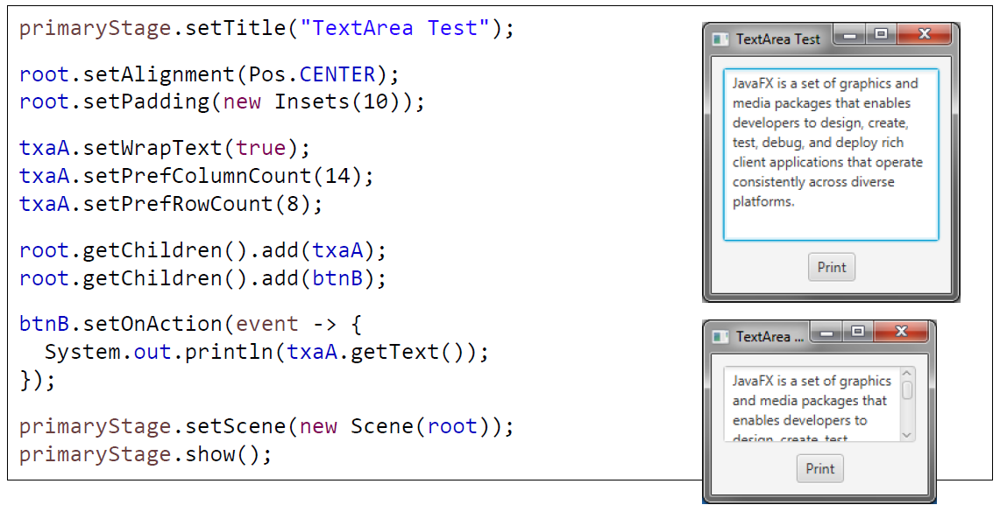 primaryStage.setTitle("TextArea Test");
root.setAlignment(Pos.CENTER);
root.setPadding(new Insets(10));
txaA.setWrapText(true);
txaA.setPrefColumnCount(14);
txaA.setPrefRowCount(8);
root.getChildren().add(txaA);
root.getChildren().add(btnB);
btnB.setOnAction(event -> {
System.out.println(txaA.getText());
});
primaryStage.setScene(new Scene(root));
primaryStage.show();
TextArea Test
JavaFX is a set of graphics and
media packages that enables
developers to design, create,
test, debug, and deploy rich
client applications that operate
consistently across diverse
platforms.
Print
TextArea ...
JavaFX is a set of graphics
and media packages that
enables developers to
design, create, test,
Print